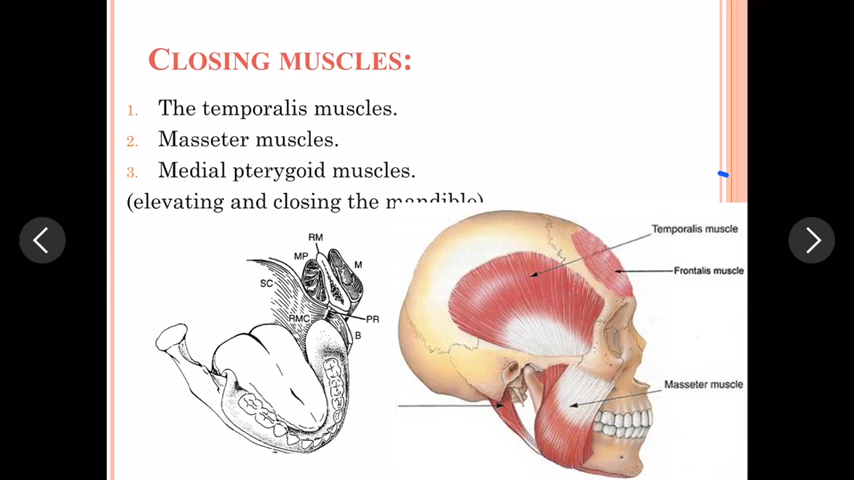 CLOSING MUSCLES:
1. The temporalis muscles.
2. Masseter muscles.
3. Medial pterygoid muscles.
(elevating and closing the mandible)
RM
MP
M
SC
RMC
PR
B
Temporalis muscle
Frontalis muscle
Masseter muscle